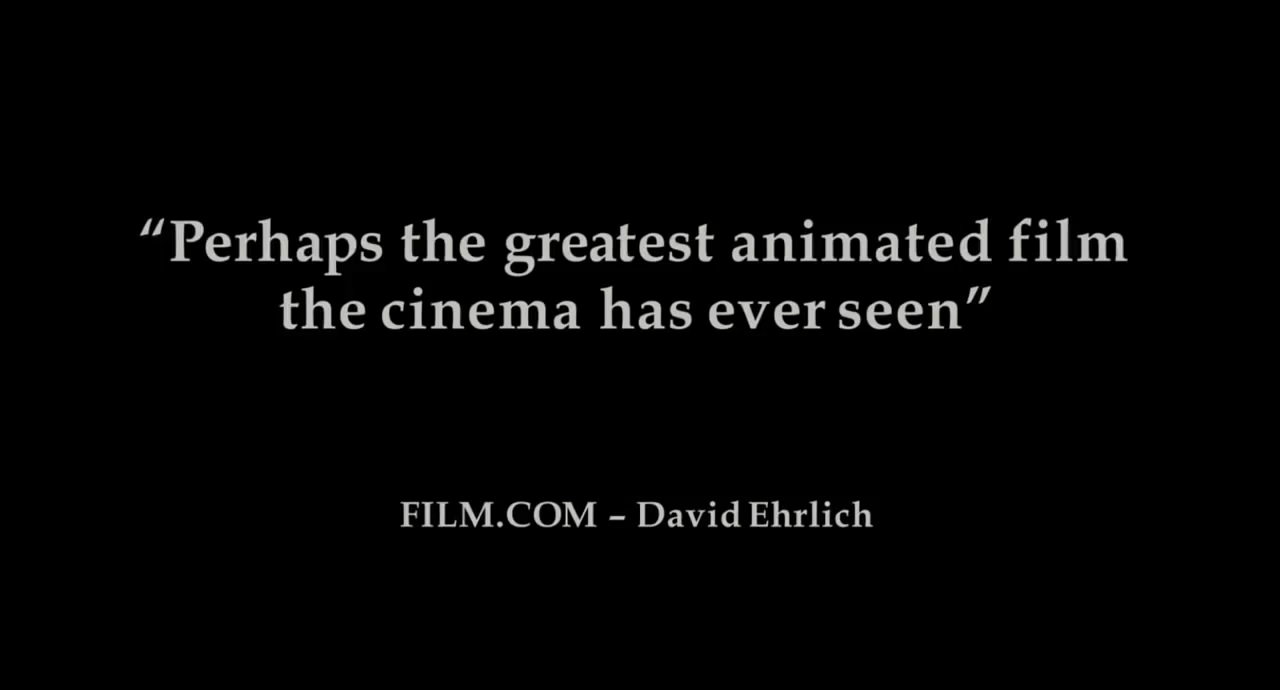 “Perhaps the greatest animated film
the cinema has ever seen”
FILM.COM – David Ehrlich